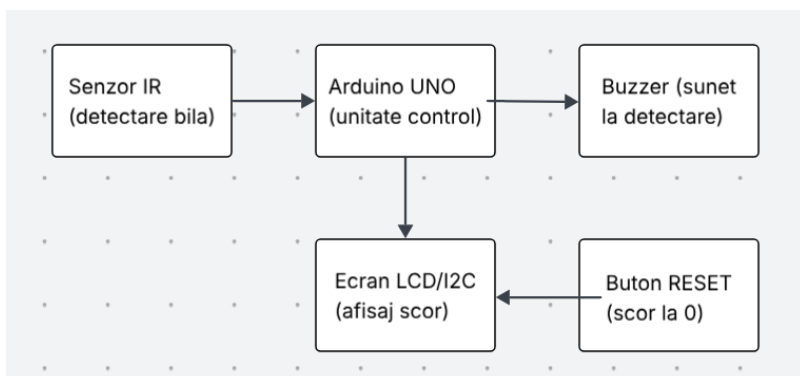 Senzor IR
(detectare bila)
Arduino UNO
(unitate control)
Buzzer (sunet
la detectare)
Ecran LCD/I2C
(afisaj scor)
Buton RESET
(scor la 0)